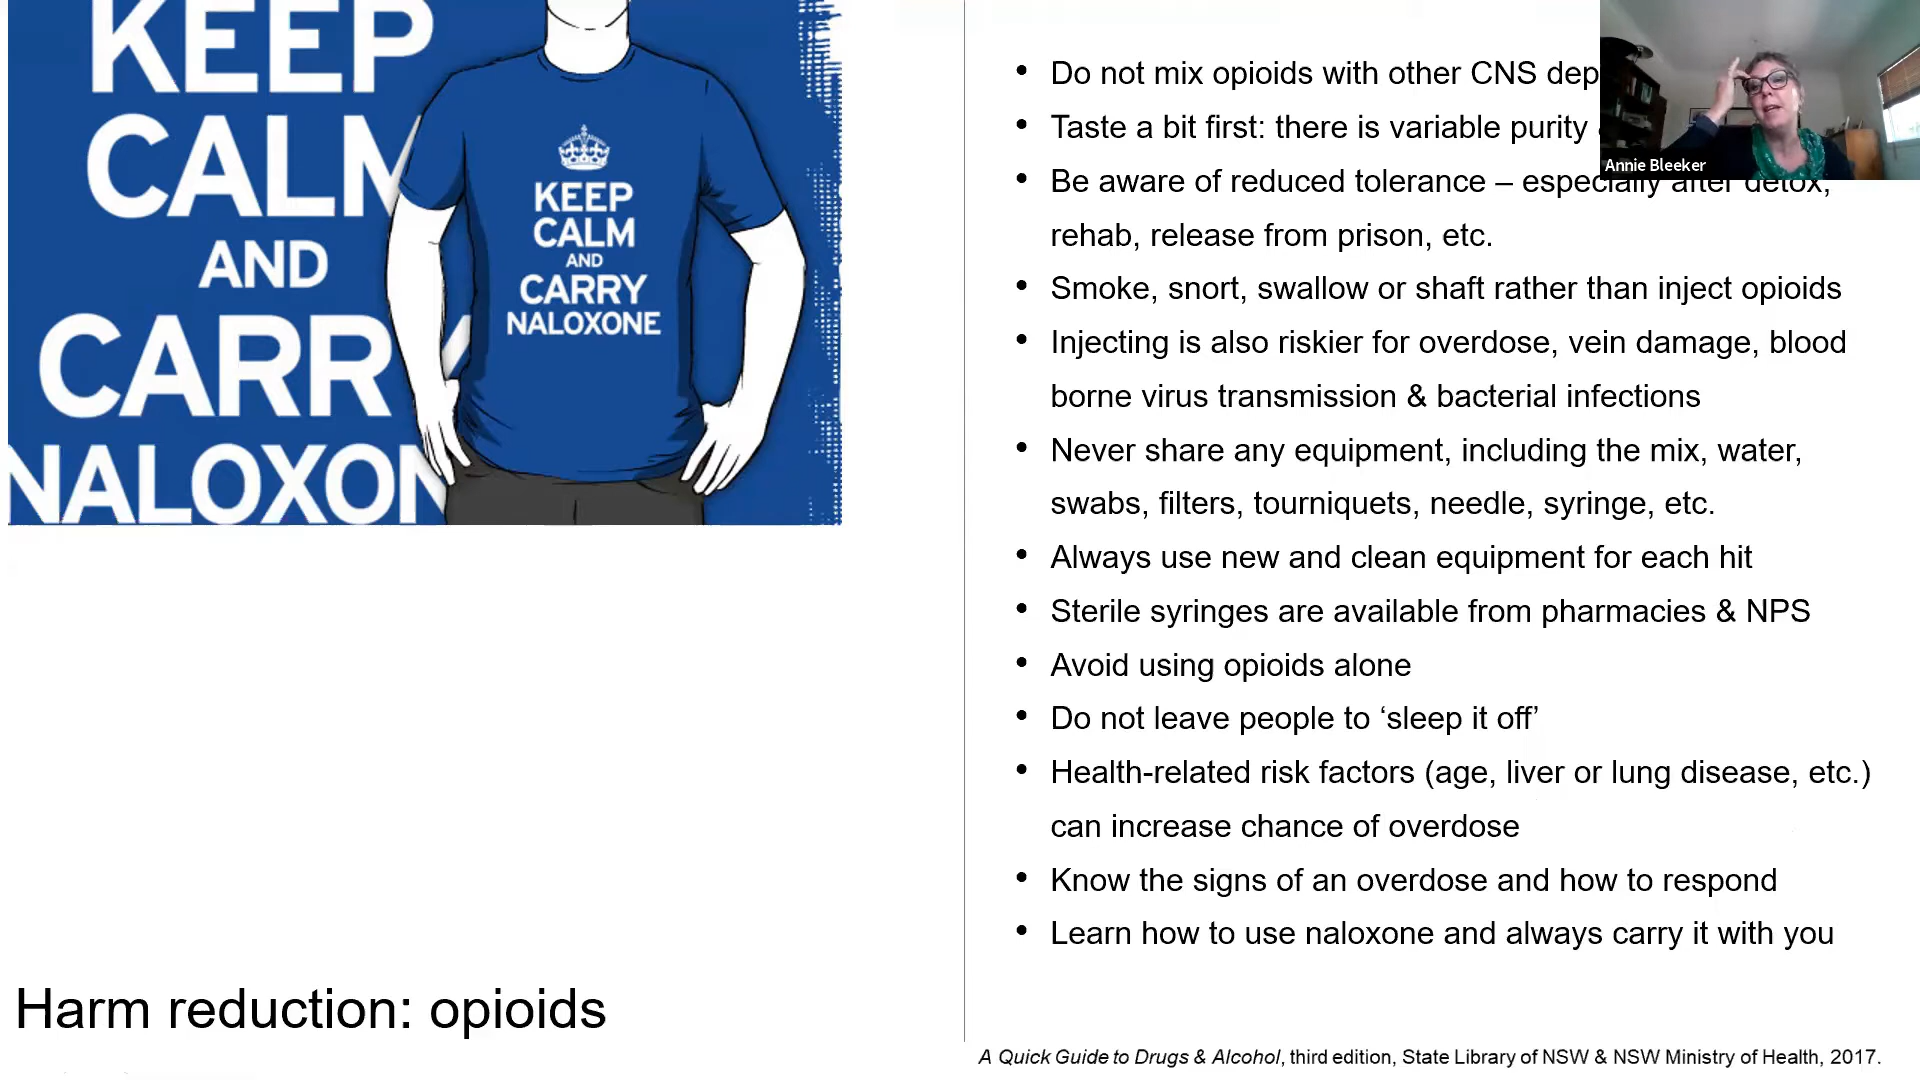 KEEP
CALM
AND
CARRY
NALOXON
KEEP
CALM
AND
CARRY
NALOXONE
Harm reduction: opioids
• Do not mix opioids with other CNS dep
• Taste a bit first: there is variable purity
• Be aware of reduced tolerance – especially after detox,
rehab, release from prison, etc.
• Smoke, snort, swallow or shaft rather than inject opioids
• Injecting is also riskier for overdose, vein damage, blood
borne virus transmission & bacterial infections
• Never share any equipment, including the mix, water,
swabs, filters, tourniquets, needle, syringe, etc.
• Always use new and clean equipment for each hit
• Sterile syringes are available from pharmacies & NPS
• Avoid using opioids alone
• Do not leave people to ‘sleep it off’
• Health-related risk factors (age, liver or lung disease, etc.)
can increase chance of overdose
• Know the signs of an overdose and how to respond
• Learn how to use naloxone and always carry it with you
A Quick Guide to Drugs & Alcohol, third edition, State Library of NSW & NSW Ministry of Health, 2017.
Annie Bleeker